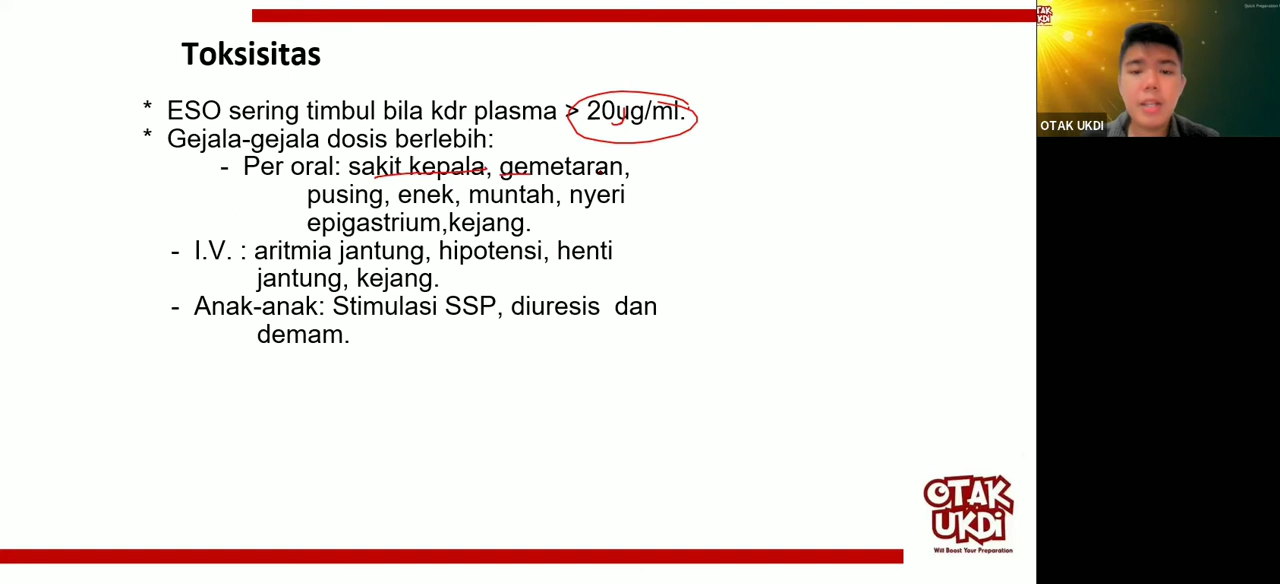 Toksisitas
* ESO sering timbul bila kdr plasma > 20ug/ml.
* Gejala-gejala dosis berlebih:
- Per oral: sakit kepala, gemetaran,
pusing, enek, muntah, nyeri
epigastrium,kejang.
- I.V. : aritmia jantung, hipotensi, henti
jantung, kejang.
- Anak-anak: Stimulasi SSP, diuresis dan
demam.
OTAK
UKDi
Will Boost Your Preparation
OTAK UKDI